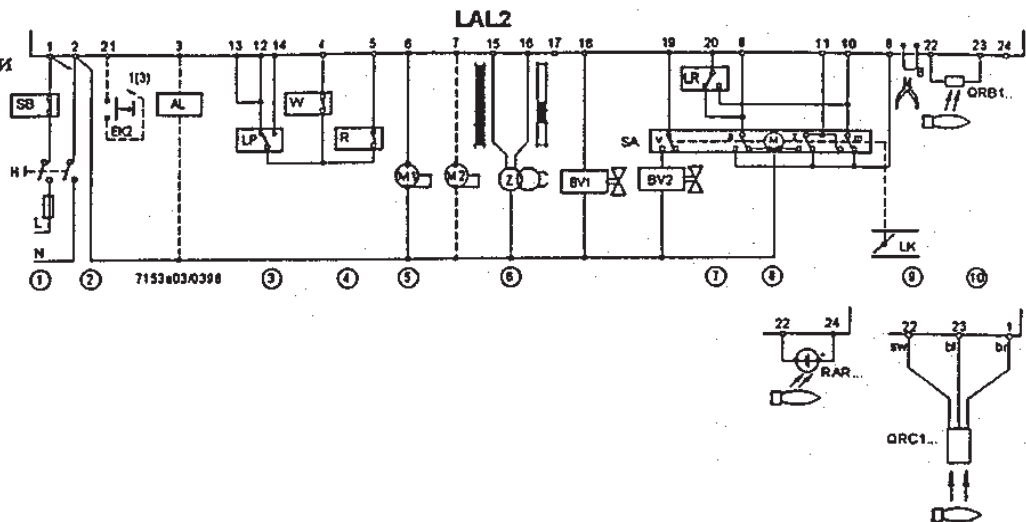 LAL2
1 2 21 3 13 12 14 4 5 6 7 15 16 17 18 19 20 8 11 10 8 22 23 24
1(3)
SB EK2 AL LP W R LR QRB1...
SA M Z
H M1 M2 Z BV1 BV2
L
N LK
1 2 7153a03/0398 3 4 5 6 7 8 9 10
22 24 22 23 1
sw bl br
RAR...
QRC1...